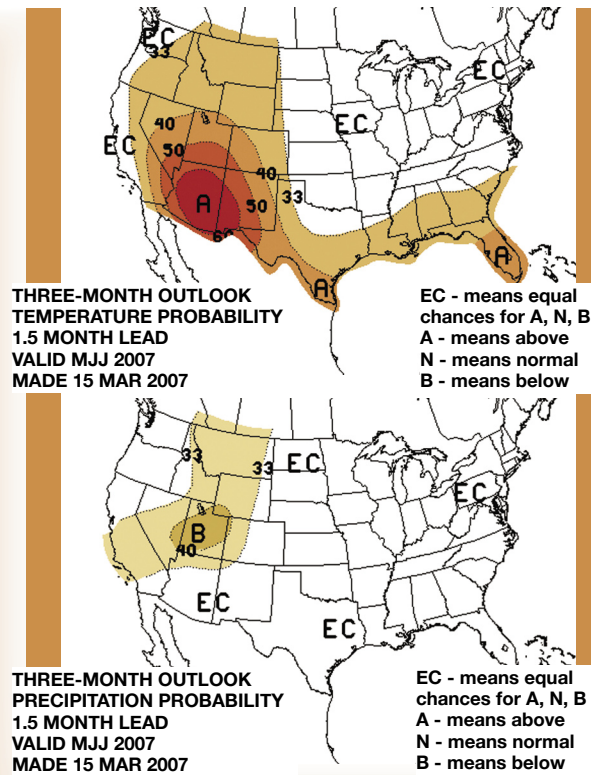 EC
33
EC
40
EC
EC
50
40
33
A
50
60
A
A
THREE-MONTH OUTLOOK
TEMPERATURE PROBABILITY
1.5 MONTH LEAD
VALID MJJ 2007
MADE 15 MAR 2007
EC - means equal
chances for A, N, B
A - means above
N - means normal
B - means below
33
33
EC
EC
B
40
EC
EC
THREE-MONTH OUTLOOK
PRECIPITATION PROBABILITY
1.5 MONTH LEAD
VALID MJJ 2007
MADE 15 MAR 2007
EC - means equal
chances for A, N, B
A - means above
N - means normal
B - means below